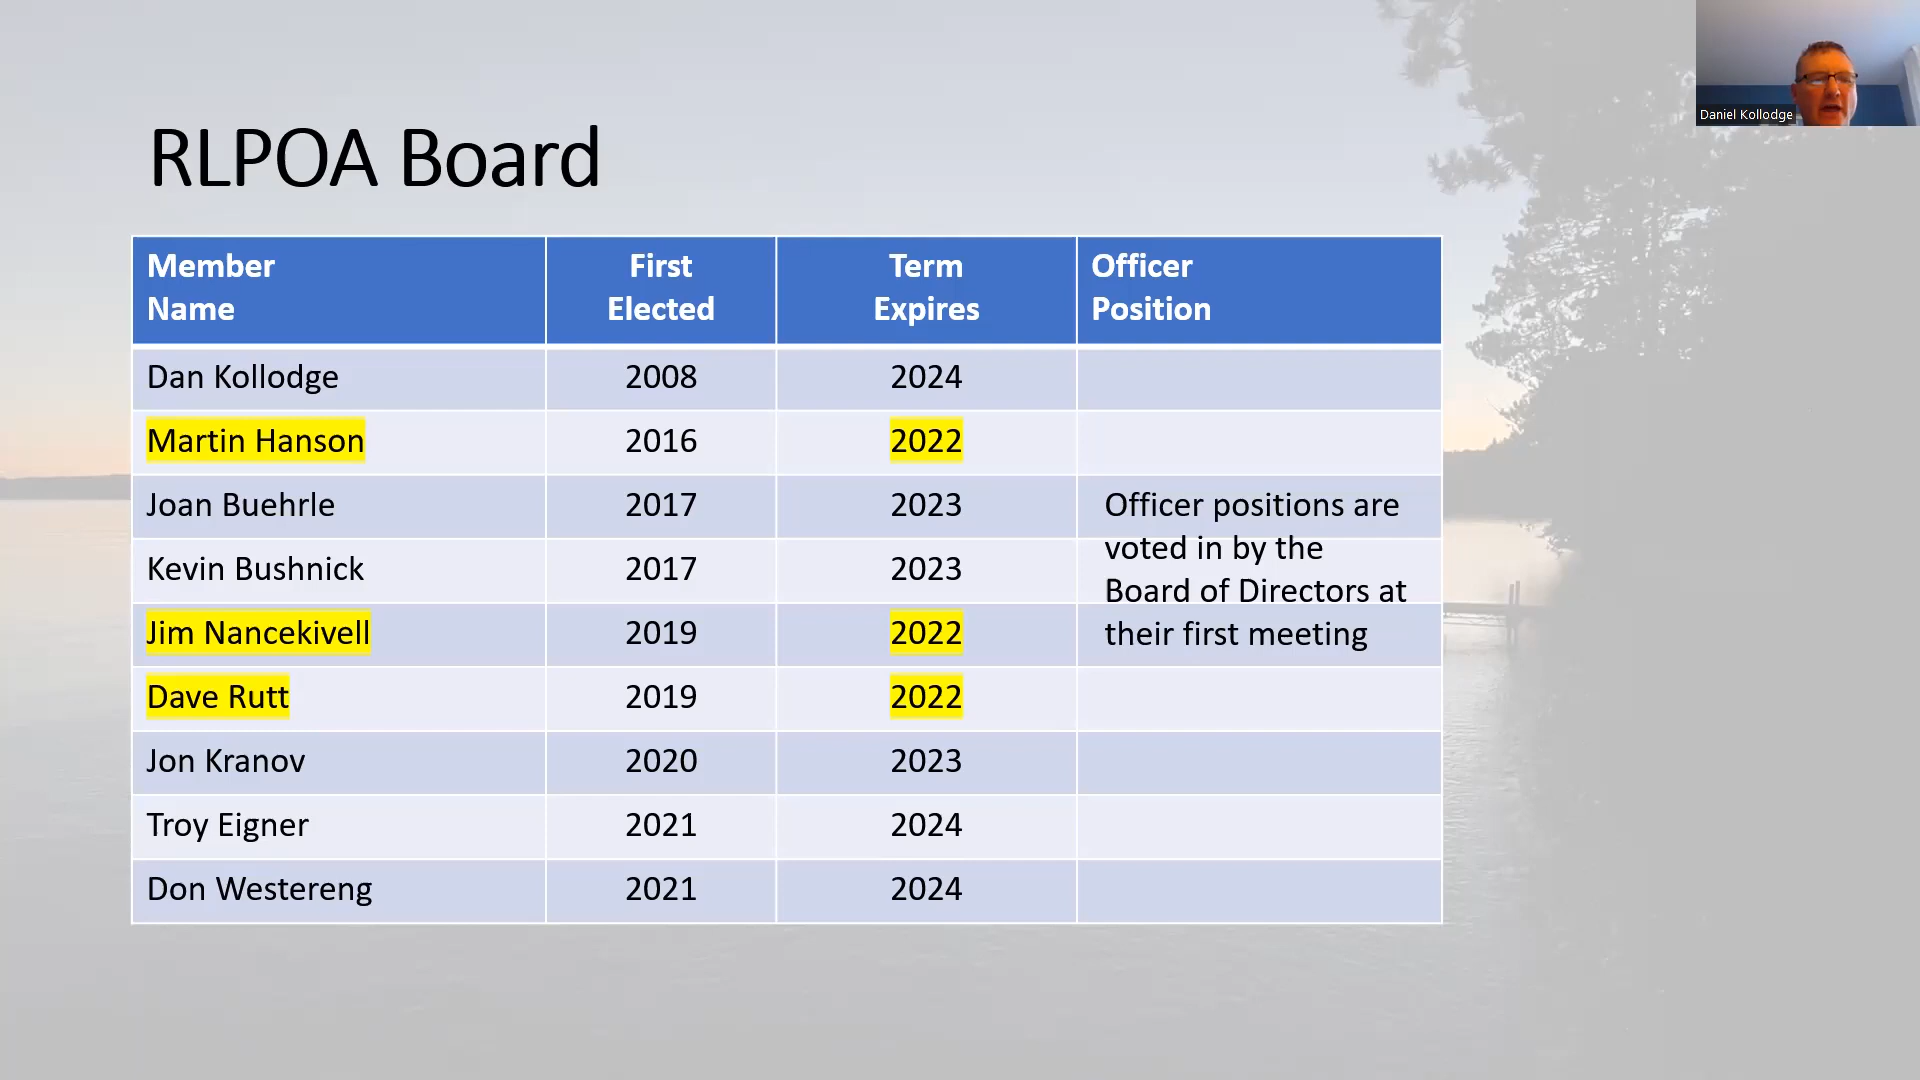 Daniel Kollodge
RLPOA Board
Member Name First Elected Term Expires Officer Position
Dan Kollodge 2008 2024
Martin Hanson 2016 2022
Joan Buehrle 2017 2023
Kevin Bushnick 2017 2023
Jim Nancekivell 2019 2022
Dave Rutt 2019 2022
Jon Kranov 2020 2023
Troy Eigner 2021 2024
Don Westereng 2021 2024
Officer positions are
voted in by the
Board of Directors at
their first meeting